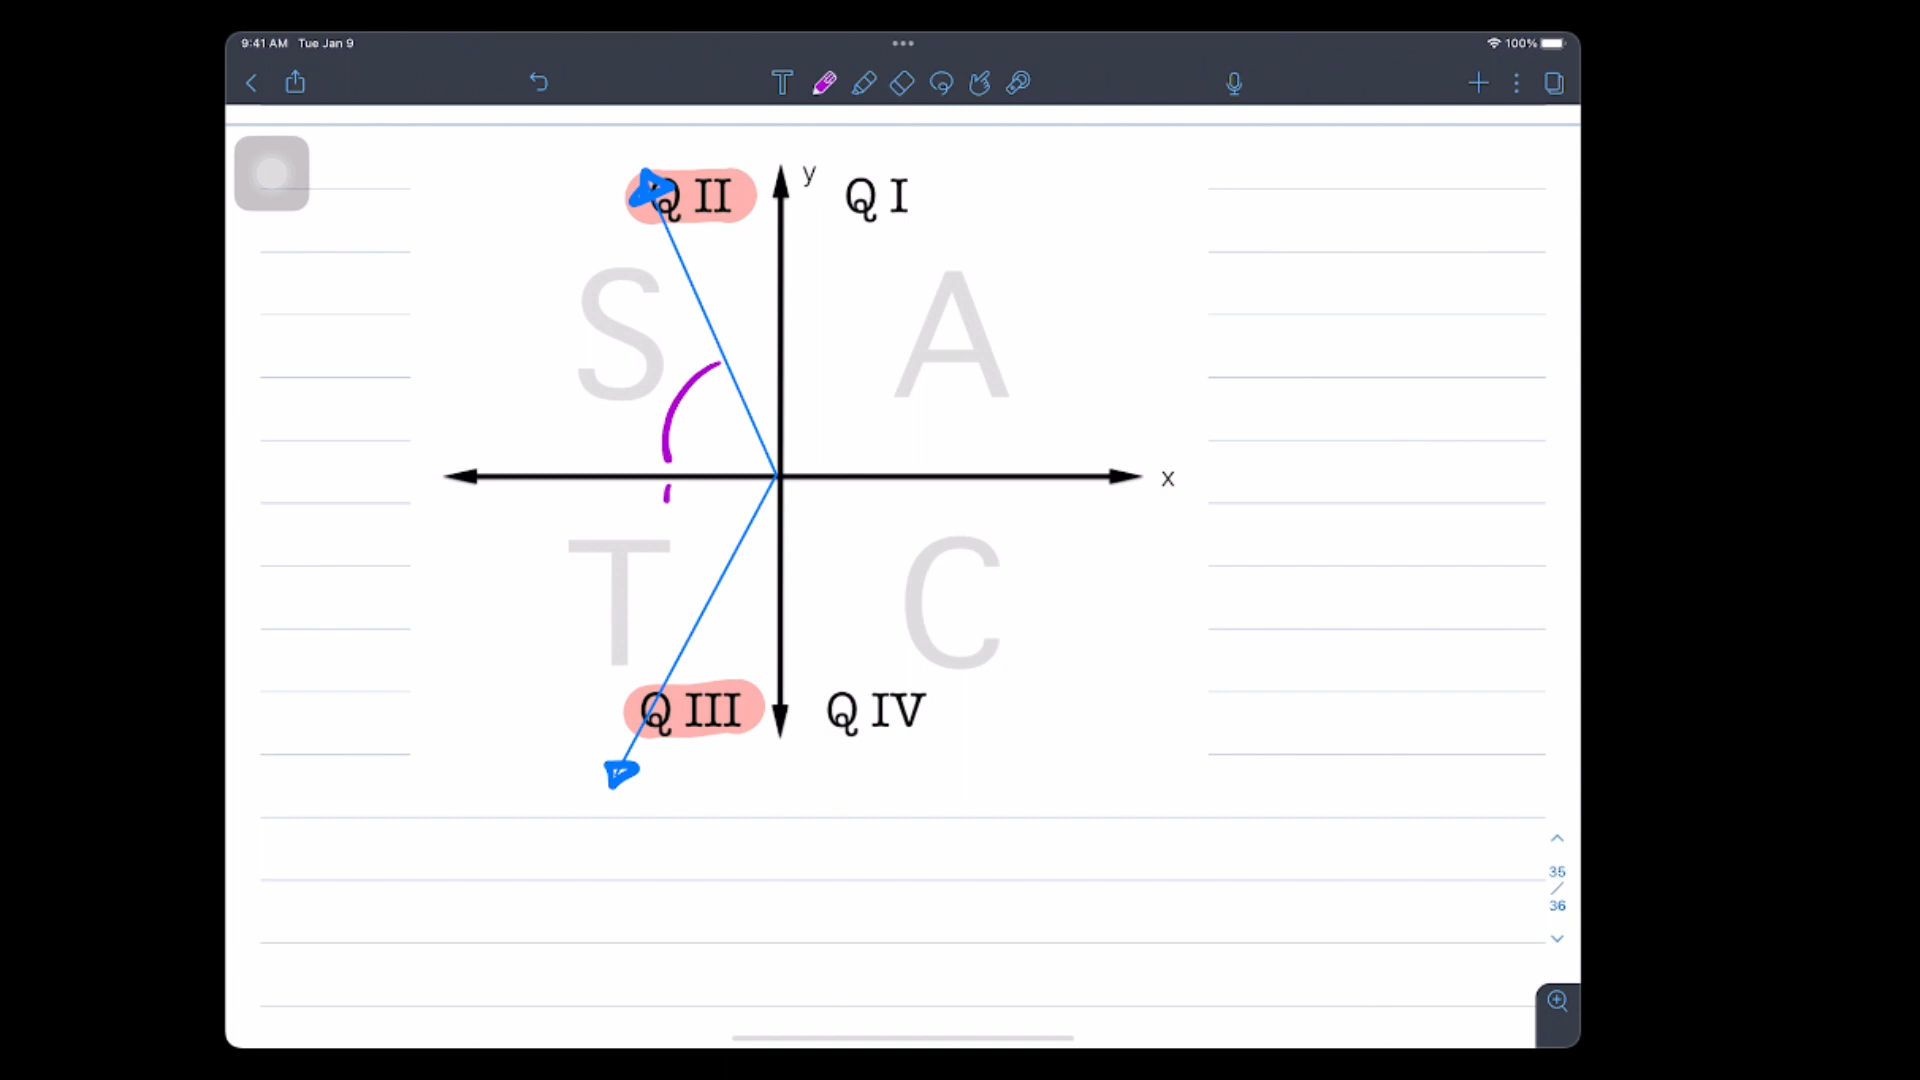 9:41 AM Tue Jan 9
100%
T
y
Q II
Q I
S
A
x
T
C
Q III
Q IV
35
/
36